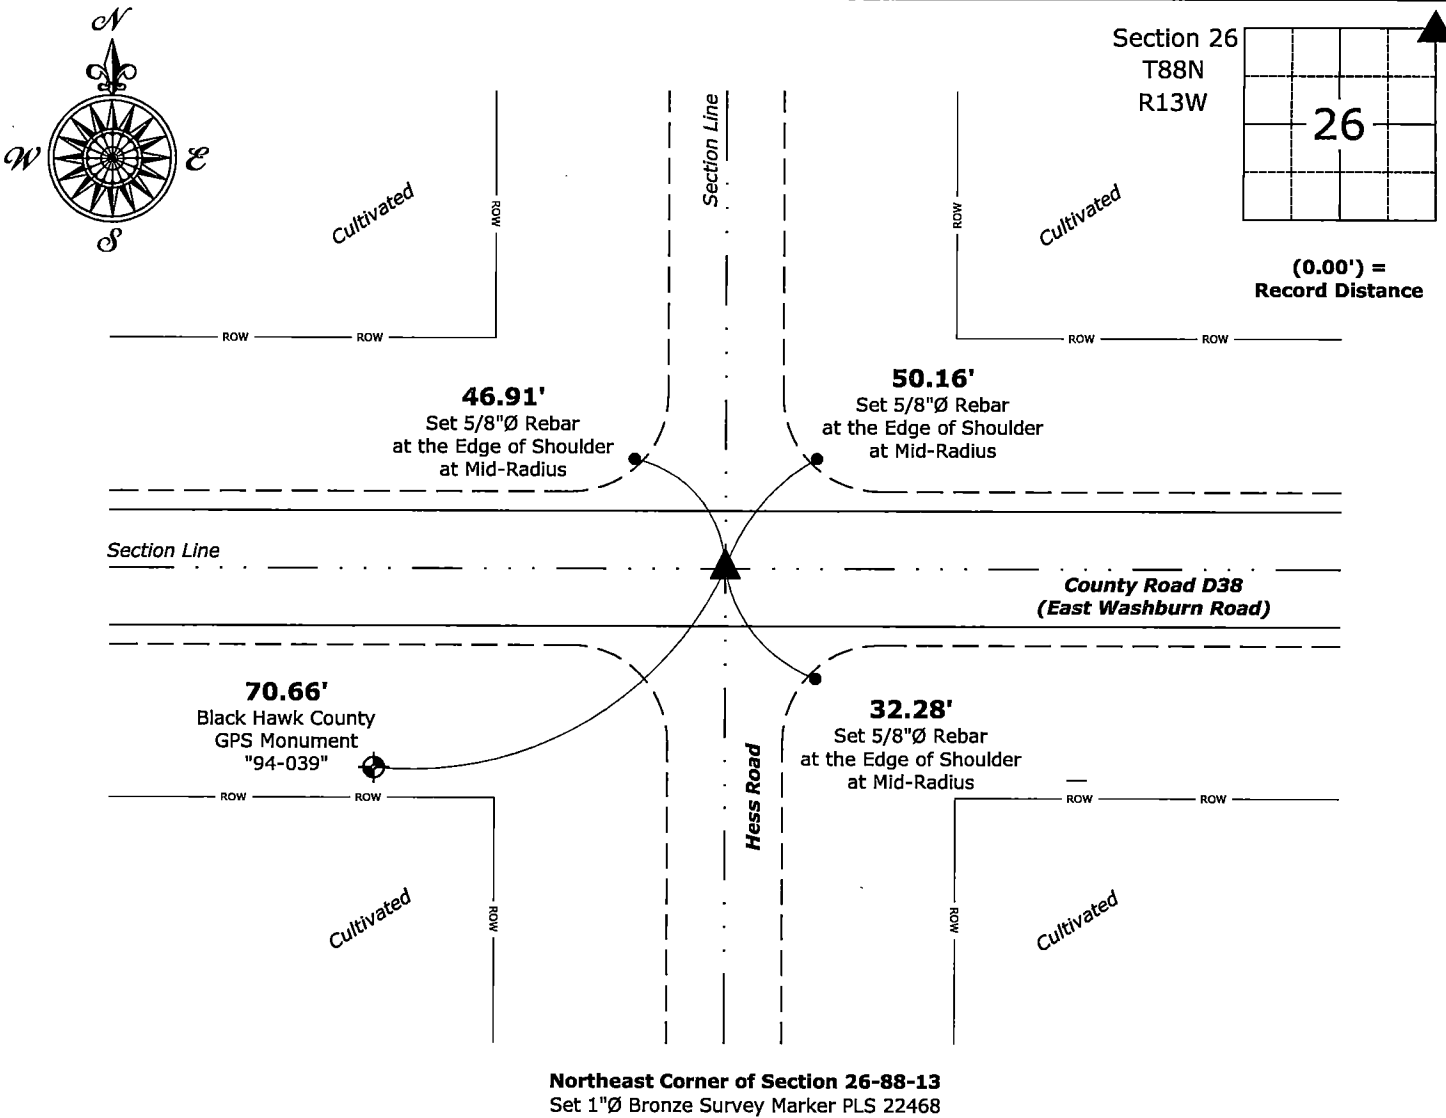 N
W
E
S
Section 26
T88N
R13W
26
(0.00') =
Record Distance
Section Line
Cultivated
Cultivated
ROW
ROW
ROW
ROW
ROW
ROW
46.91'
Set 5/8"Ø Rebar
at the Edge of Shoulder
at Mid-Radius
50.16'
Set 5/8"Ø Rebar
at the Edge of Shoulder
at Mid-Radius
Section Line
County Road D38
(East Washburn Road)
70.66'
Black Hawk County
GPS Monument
"94-039"
32.28'
Set 5/8"Ø Rebar
at the Edge of Shoulder
at Mid-Radius
Hess Road
ROW
ROW
ROW
ROW
ROW
ROW
Cultivated
Cultivated
Northeast Corner of Section 26-88-13
Set 1"Ø Bronze Survey Marker PLS 22468